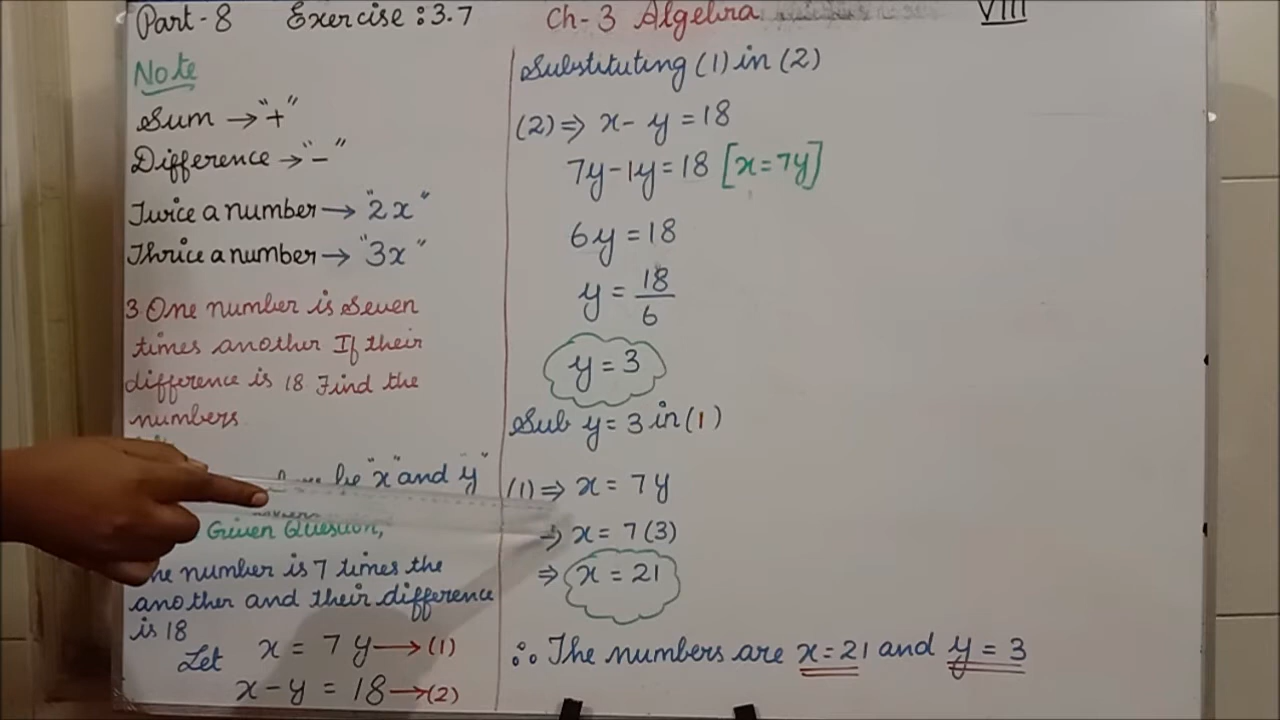 Part-8 Exercise : 3.7 Ch-3 Algebra VIII
Note
Sum → "+"
Difference → "-"
Twice a number → "2x"
Thrice a number → "3x"
3 One number is Seven
times another If their
difference is 18 Find the
numbers
be "x" and y"
Given Question,
one number is 7 times the
another and their difference
is 18
Let x = 7y → (1)
x - y = 18 → (2)
Substituting (1) in (2)
(2) ⇒ x - y = 18
7y - 1y = 18 [x = 7y]
6y = 18
y = 18/6
y = 3
Sub y = 3 in (1)
(1) ⇒ x = 7y
⇒ x = 7(3)
⇒ x = 21
∴ The numbers are x = 21 and y = 3